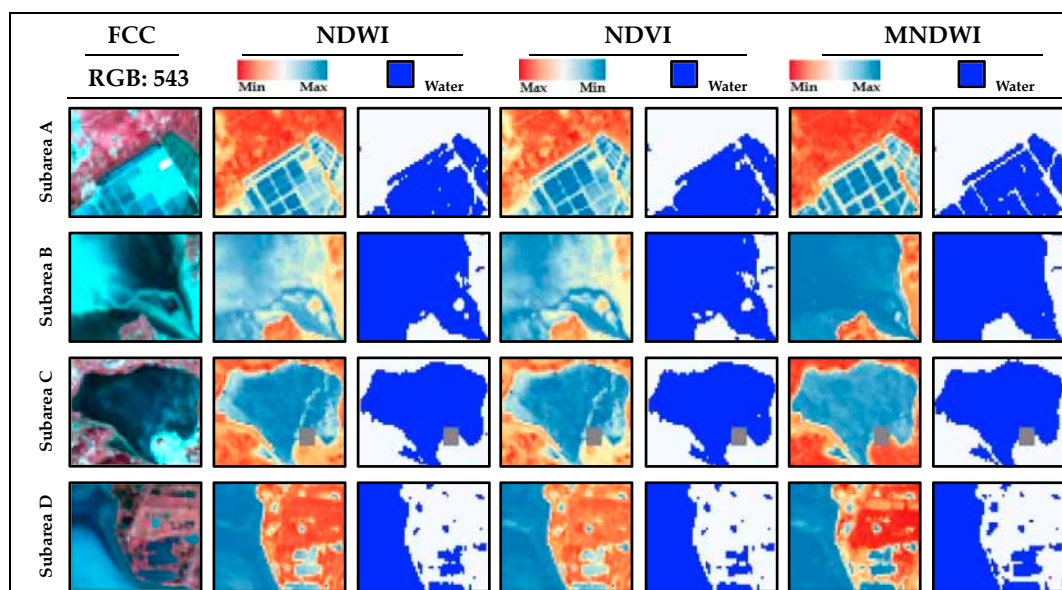 FCC NDWI NDVI MNDWI
RGB: 543
Min Max Water Max Min Water Min Max Water
Subarea A
Subarea B
Subarea C
Subarea D